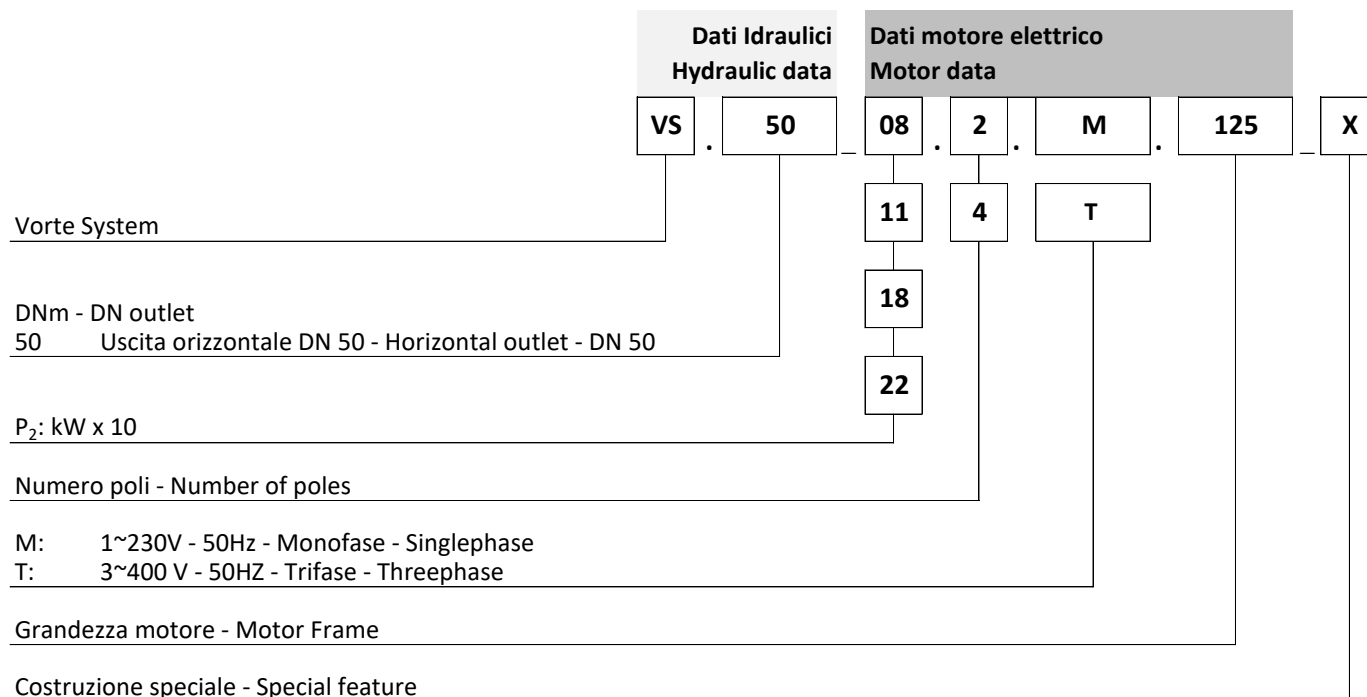 Dati Idraulici Dati motore elettrico
Hydraulic data Motor data
VS . 50 _ 08 . 2 . M . 125 _ X
11 4 T
Vorte System
18
DNm - DN outlet
50 Uscita orizzontale DN 50 - Horizontal outlet - DN 50
22
P₂: kW x 10
Numero poli - Number of poles
M: 1~230V - 50Hz - Monofase - Singlephase
T: 3~400 V - 50HZ - Trifase - Threephase
Grandezza motore - Motor Frame
Costruzione speciale - Special feature